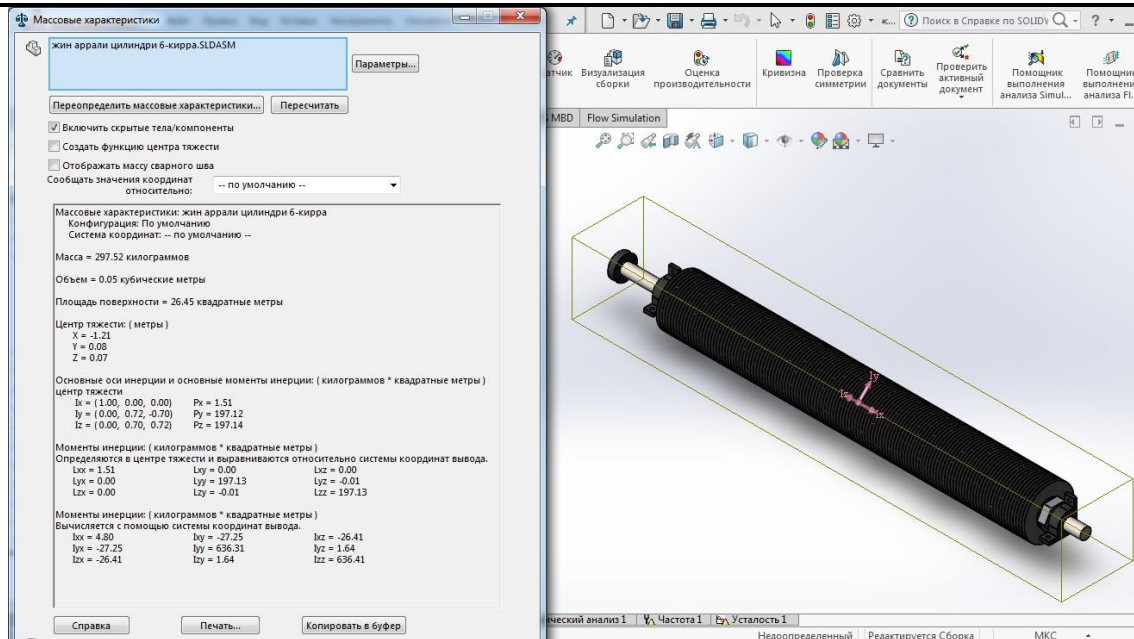 Массовые характеристики
жин аррали цилиндри 6-кирра.SLDASM
Параметры...
Переопределить массовые характеристики...
Пересчитать
Включить скрытые тела/компоненты
Создать функцию центра тяжести
Отображать массу сварного шва
Сообщать значения координат относительно:
-- по умолчанию --
Массовые характеристики: жин аррали цилиндри 6-кирра
Конфигурация: По умолчанию
Система координат: -- по умолчанию --
Масса = 297.52 килограммов
Объем = 0.05 кубические метры
Площадь поверхности = 26.45 квадратные метры
Центр тяжести: ( метры )
X = -1.21
Y = 0.08
Z = 0.07
Основные оси инерции и основные моменты инерции: ( килограммов * квадратные метры )
центр тяжести
Ix = ( 1.00, 0.00, 0.00) Px = 1.51
Iy = ( 0.00, 0.72, -0.70) Py = 197.12
Iz = ( 0.00, 0.70, 0.72) Pz = 197.14
Моменты инерции: ( килограммов * квадратные метры )
Определяются в центре тяжести и выравниваются относительно системы координат вывода.
Lxx = 1.51 Lxy = 0.00 Lxz = 0.00
Lyx = 0.00 Lyy = 197.13 Lyz = -0.01
Lzx = 0.00 Lzy = -0.01 Lzz = 197.13
Моменты инерции: ( килограммов * квадратные метры )
Вычисляется с помощью системы координат вывода.
Ixx = 4.80 Ixy = -27.25 Ixz = -26.41
Iyx = -27.25 Iyy = 636.31 Iyz = 1.64
Izx = -26.41 Izy = 1.64 Izz = 636.41
Справка
Печать...
Копировать в буфер
к...
Поиск в Справке по SOLIDV
?
атчик
Визуализация сборки
Оценка производительности
Кривизна
Проверка симметрии
Сравнить документы
Проверить активный документ
Помощник выполнения анализа Simul...
Помощник выполнения анализа Fl.
MBD
Flow Simulation
Iy
Iz
Ix
ический анализ 1
Частота 1
Усталость 1
Недоопределенный
Редактируется Сборка
МКС